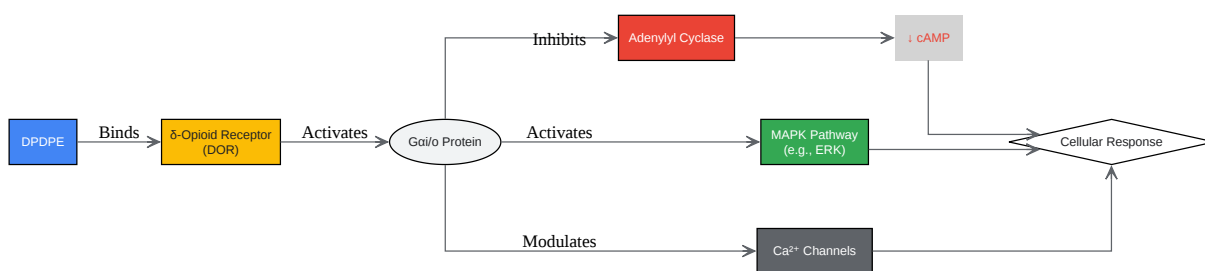 Inhibits
Adenylyl Cyclase
↓ cAMP
DPDPE
Binds
δ-Opioid Receptor
(DOR)
Activates
Gαi/o Protein
Activates
MAPK Pathway
(e.g., ERK)
Cellular Response
Modulates
Ca²⁺ Channels